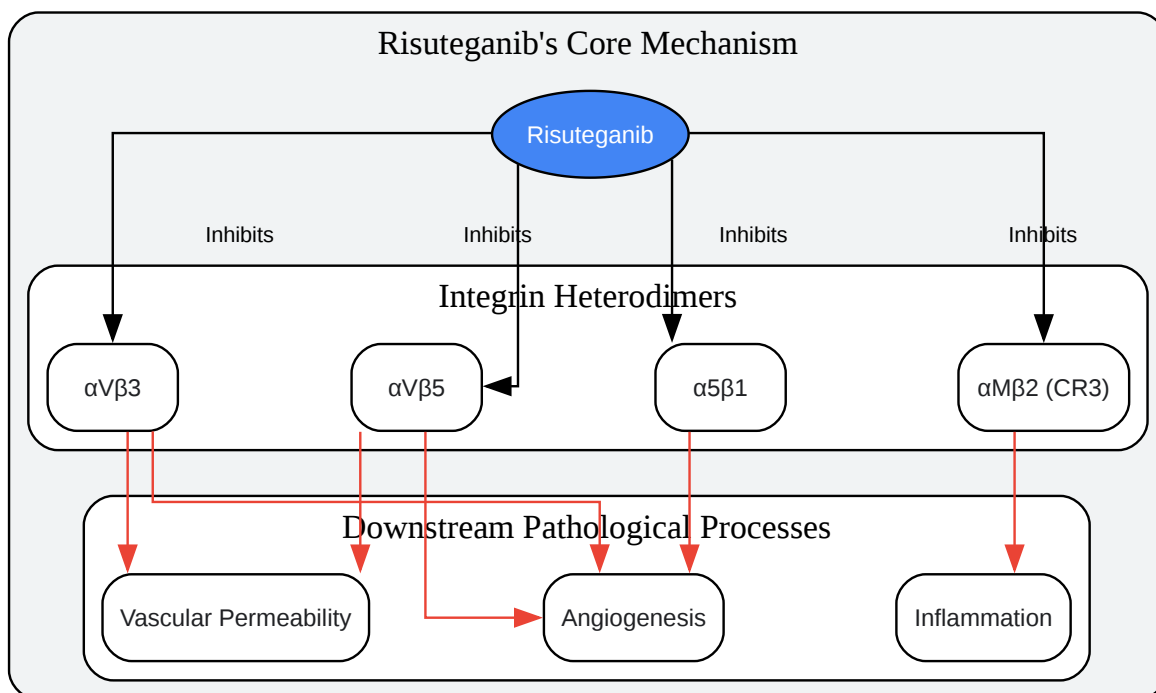 Risuteganib's Core Mechanism
Risuteganib
Inhibits
Inhibits
Inhibits
Inhibits
Integrin Heterodimers
αVβ3
αVβ5
α5β1
αMβ2 (CR3)
Downstream Pathological Processes
Vascular Permeability
Angiogenesis
Inflammation